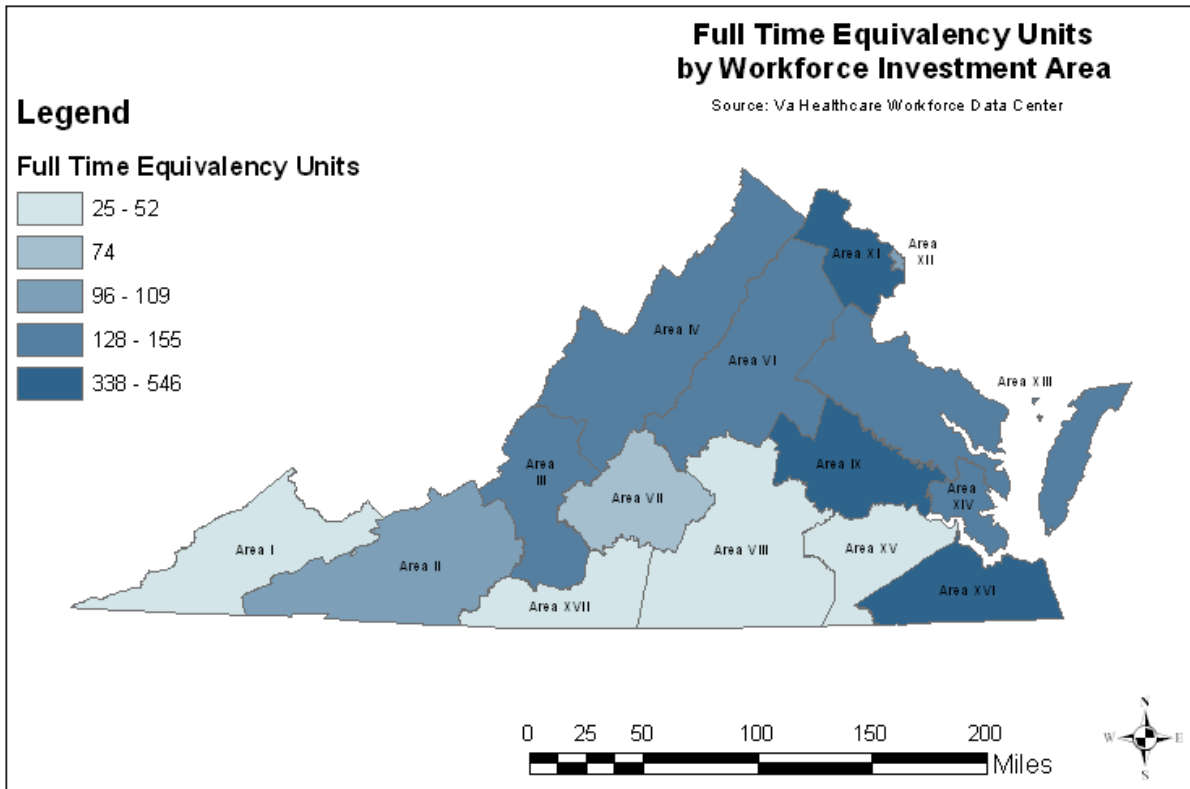 Full Time Equivalency Units
by Workforce Investment Area
Source: Va Healthcare Workforce Data Center
Legend
Full Time Equivalency Units
25 - 52
74
96 - 109
128 - 155
338 - 546
Area XI
Area
XII
Area IV
Area VI
Area XIII
Area
III
Area IX
Area VII
Area
XIV
Area I
Area II
Area VIII
Area XV
Area XVII
Area XVI
0 25 50 100 150 200
Miles
N
W E
S